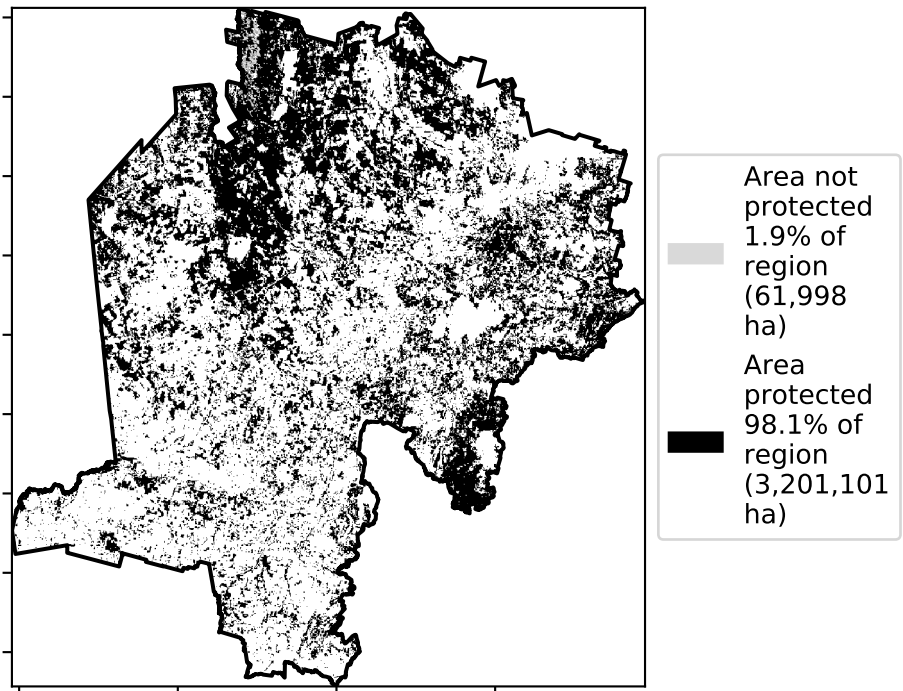 Area not
protected
1.9% of
region
(61,998
ha)
Area
protected
98.1% of
region
(3,201,101
ha)